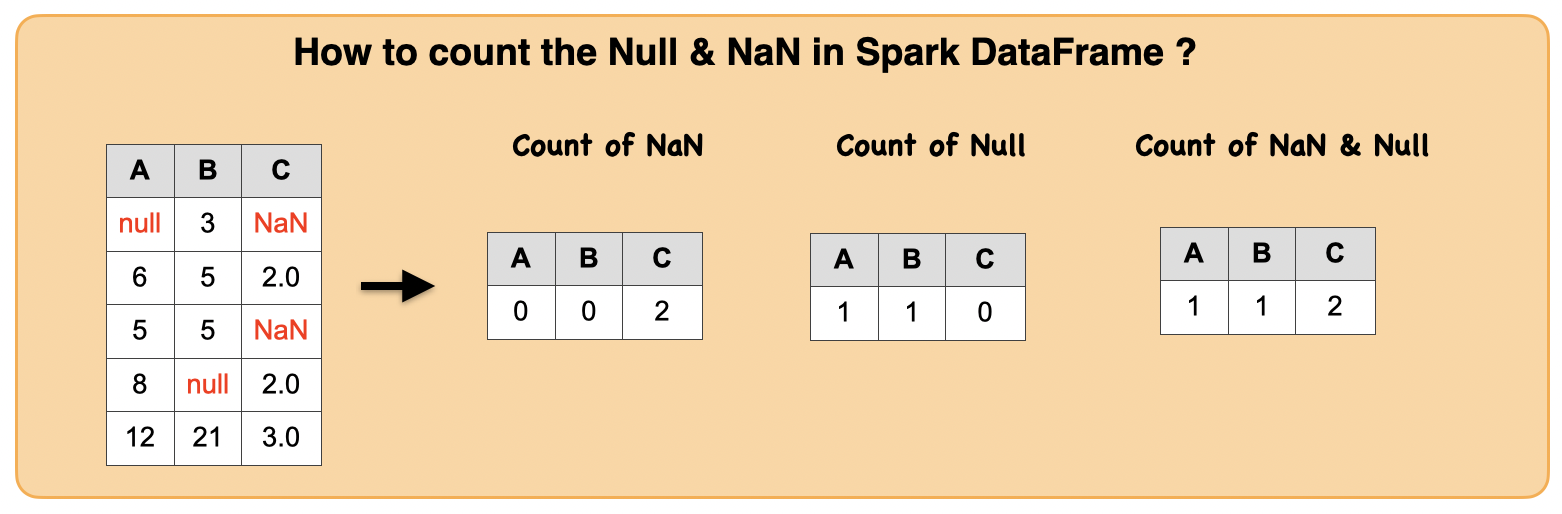 How to count the Null & NaN in Spark DataFrame ?
Count of NaN
Count of Null
Count of NaN & Null
A B C
null 3 NaN
6 5 2.0
5 5 NaN
8 null 2.0
12 21 3.0
A B C
0 0 2
A B C
1 1 0
A B C
1 1 2